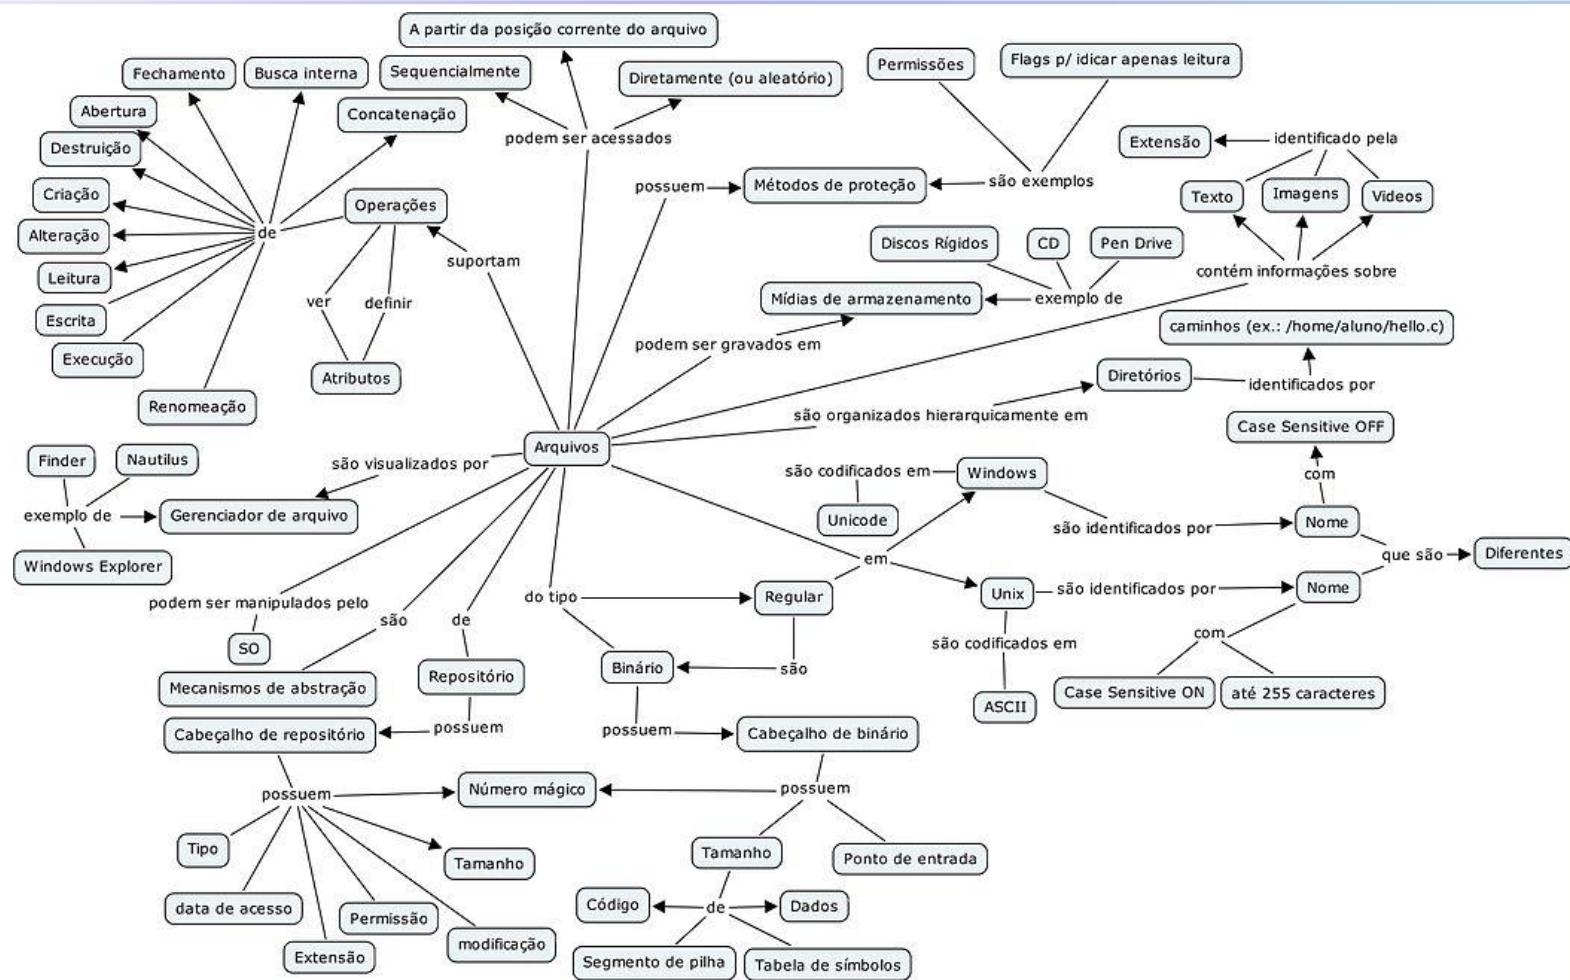 A partir da posição corrente do arquivo
Fechamento
Busca interna
Sequencialmente
Diretamente (ou aleatório)
Permissões
Flags p/ idicar apenas leitura
Abertura
Concatenação
podem ser acessados
Extensão
identificado pela
Destruição
possuem
Métodos de proteção
são exemplos
Texto
Imagens
Videos
Criação
Operações
Alteração
de
suportam
Discos Rígidos
CD
Pen Drive
contém informações sobre
Leitura
ver
definir
Mídias de armazenamento
exemplo de
Escrita
caminhos (ex.: /home/aluno/hello.c)
Execução
podem ser gravados em
Atributos
Diretórios
identificados por
Renomeação
são organizados hierarquicamente em
Case Sensitive OFF
Arquivos
Finder
Nautilus
são visualizados por
são codificados em
Windows
com
exemplo de
Gerenciador de arquivo
Unicode
são identificados por
Nome
Windows Explorer
em
que são
Diferentes
podem ser manipulados pelo
são
de
do tipo
Regular
Unix
são identificados por
Nome
SO
são codificados em
com
Mecanismos de abstração
Repositório
Binário
são
Case Sensitive ON
até 255 caracteres
ASCII
Cabeçalho de repositório
possuem
possuem
Cabeçalho de binário
possuem
Número mágico
possuem
Tipo
Tamanho
Tamanho
Ponto de entrada
data de acesso
Permissão
Código
de
Dados
Extensão
modificação
Segmento de pilha
Tabela de símbolos